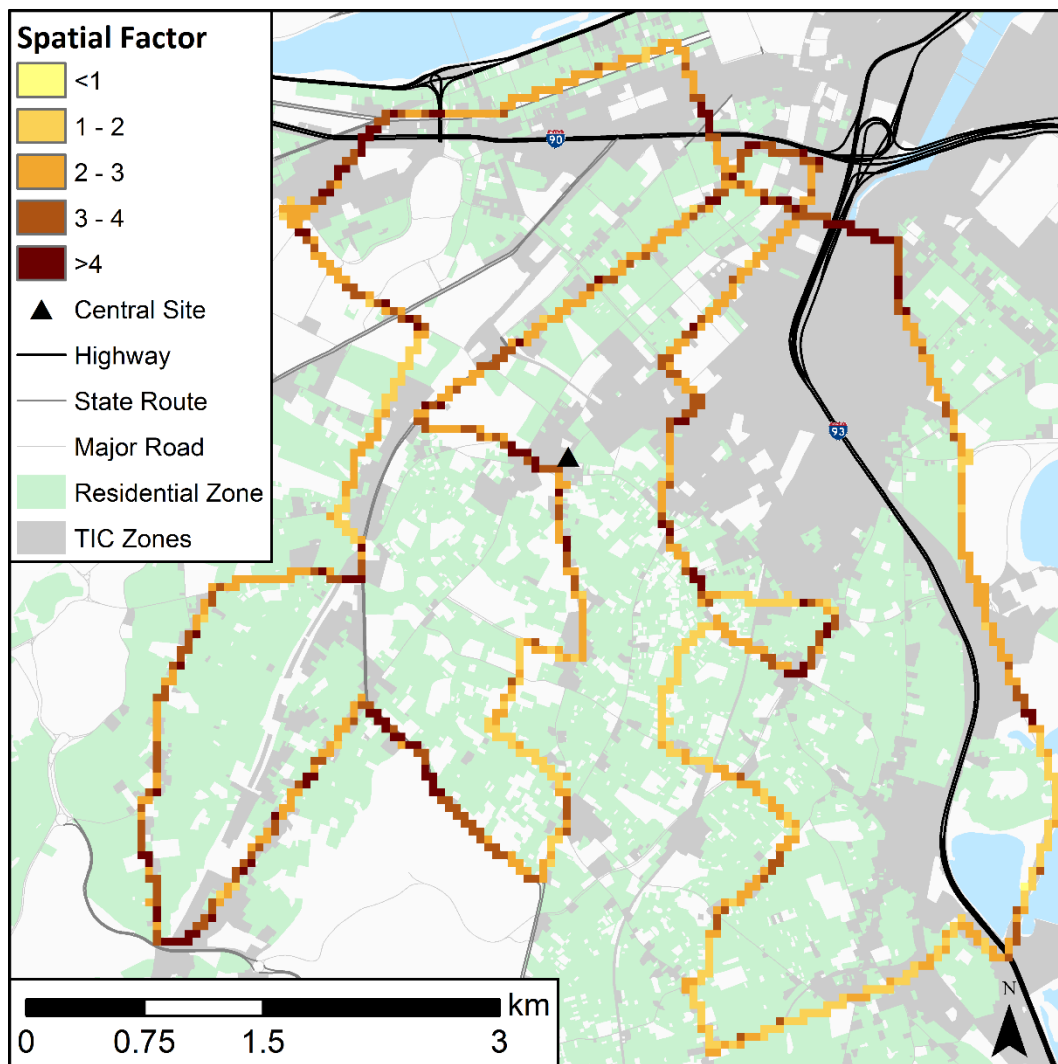 Spatial Factor
<1
1 - 2
2 - 3
3 - 4
>4
Central Site
Highway
State Route
Major Road
Residential Zone
TIC Zones
90
93
N
km
0 0.75 1.5 3